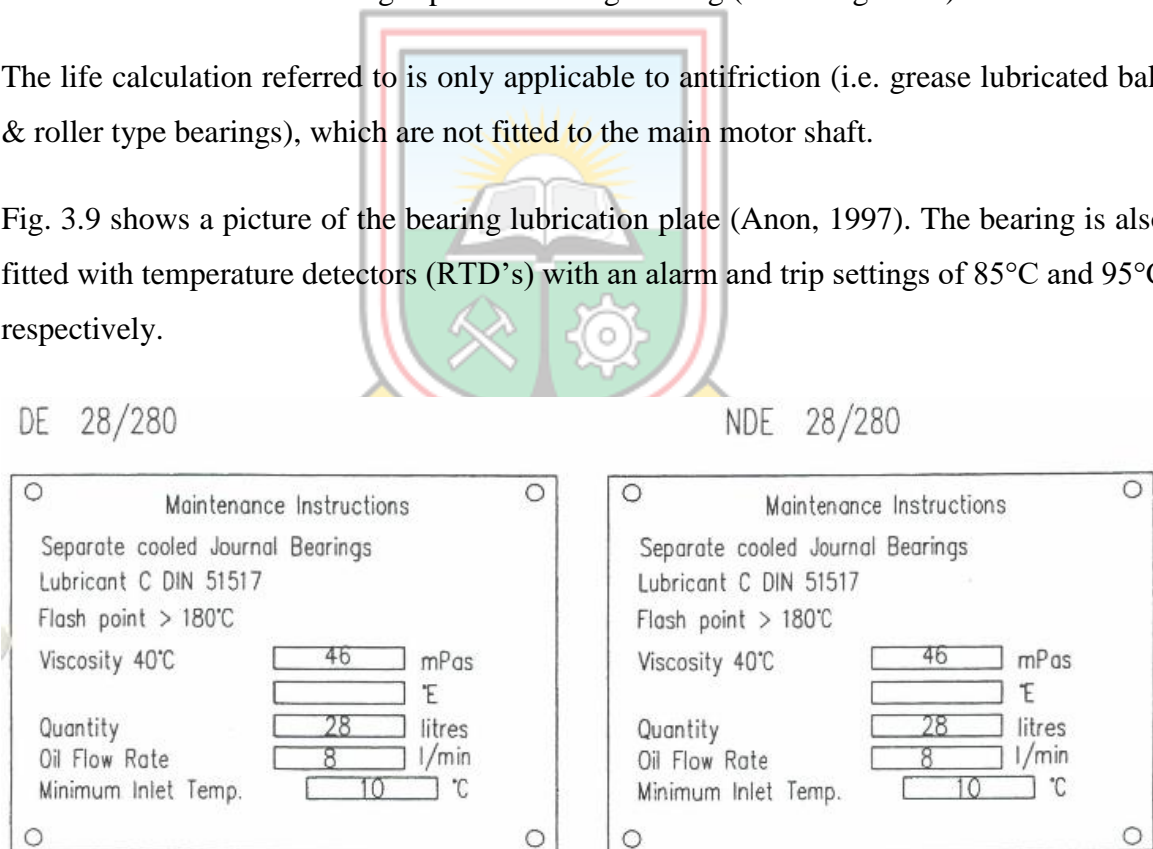 The life calculation referred to is only applicable to antifriction (i.e. grease lubricated bal
& roller type bearings), which are not fitted to the main motor shaft.
Fig. 3.9 shows a picture of the bearing lubrication plate (Anon, 1997). The bearing is also
fitted with temperature detectors (RTD's) with an alarm and trip settings of 85°C and 95°C
respectively.
DE 28/280
Maintenance Instructions
Separate cooled Journal Bearings
Lubricant C DIN 51517
Flash point > 180°C
Viscosity 40°C 46 mPas
°E
Quantity 28 litres
Oil Flow Rate 8 l/min
Minimum Inlet Temp. 10 °C
NDE 28/280
Maintenance Instructions
Separate cooled Journal Bearings
Lubricant C DIN 51517
Flash point > 180°C
Viscosity 40°C 46 mPas
°E
Quantity 28 litres
Oil Flow Rate 8 l/min
Minimum Inlet Temp. 10 °C